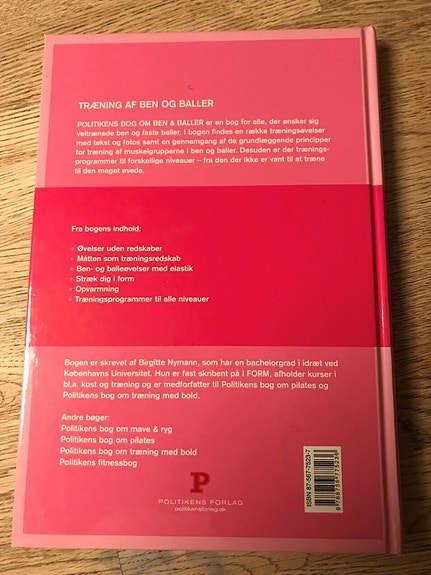 TRÆNING AF BEN OG BALLER
POLITIKENS BOG OM BEN & BALLER er en bog for alle, der ønsker sig
veltrænede ben og faste baller. I bogen findes en række træningsøvelser
med tekst og fotos samt en gennemgang af de grundlæggende principper
for træning af muskelgrupperne i ben og baller. Desuden er der trænings-
programmer til forskellige niveauer – fra den der ikke er vant til at træne
til den meget øvede.
Fra bogens indhold:
• Øvelser uden redskaber
• Måtten som træningsredskab
• Ben- og balleøvelser med elastik
• Stræk dig i form
• Opvarmning
• Træningsprogrammer til alle niveauer
Bogen er skrevet af Birgitte Nymann, som har en bachelorgrad i idræt ved
Københavns Universitet. Hun er fast skribent på I FORM, afholder kurser i
bl.a. kost og træning og er medforfatter til Politikens bog om pilates og
Politikens bog om træning med bold.
Andre bøger:
Politikens bog om mave & ryg
Politikens bog om pilates
Politikens bog om træning med bold
Politikens fitnessbog
P
POLITIKENS FORLAG
politikensforlag.dk
ISBN 87-567-7523-7
9 788756 775236